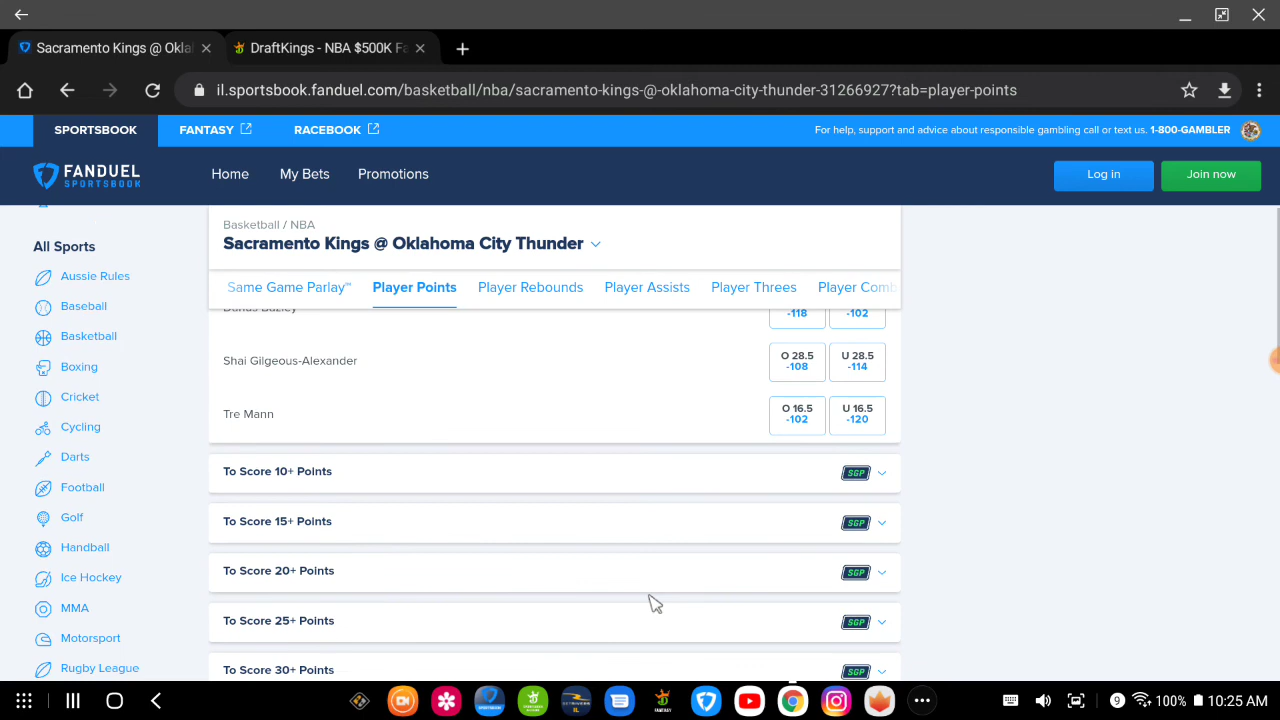 Sacramento Kings @ Okla
DraftKings - NBA $500K Fa
il.sportsbook.fanduel.com/basketball/nba/sacramento-kings-@-oklahoma-city-thunder-31266927?tab=player-points
SPORTSBOOK FANTASY RACEBOOK For help, support and advice about responsible gambling call or text us. 1-800-GAMBLER
FANDUEL
SPORTSBOOK
Home My Bets Promotions Log in Join now
Basketball / NBA
Sacramento Kings @ Oklahoma City Thunder
Same Game Parlay™ Player Points Player Rebounds Player Assists Player Threes Player Comb
All Sports
Aussie Rules
Baseball
Basketball
Boxing
Cricket
Cycling
Darts
Football
Golf
Handball
Ice Hockey
MMA
Motorsport
Rugby League
Darius Bazley
-118 -102
Shai Gilgeous-Alexander
O 28.5 U 28.5
-108 -114
Tre Mann
O 16.5 U 16.5
-102 -120
To Score 10+ Points SGP
To Score 15+ Points SGP
To Score 20+ Points SGP
To Score 25+ Points SGP
To Score 30+ Points SGP
9 100% 10:25 AM